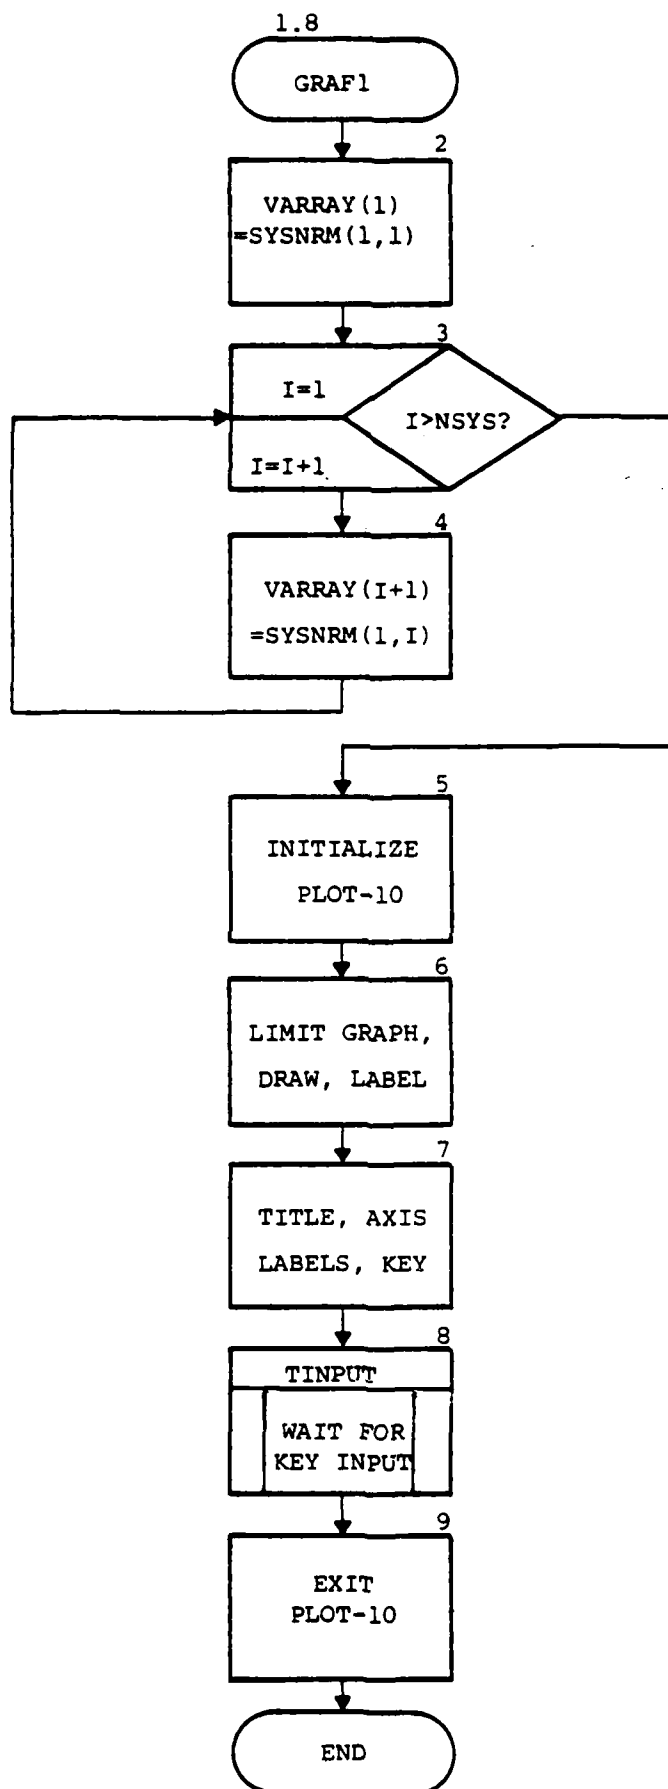 1.8
GRAF1
2
VARRAY(1)
=SYSNRM(1,1)
3
I=1
I>NSYS?
I=I+1
4
VARRAY(I+1)
=SYSNRM(1,I)
5
INITIALIZE
PLOT-10
6
LIMIT GRAPH,
DRAW, LABEL
7
TITLE, AXIS
LABELS, KEY
8
TINPUT
WAIT FOR
KEY INPUT
9
EXIT
PLOT-10
END